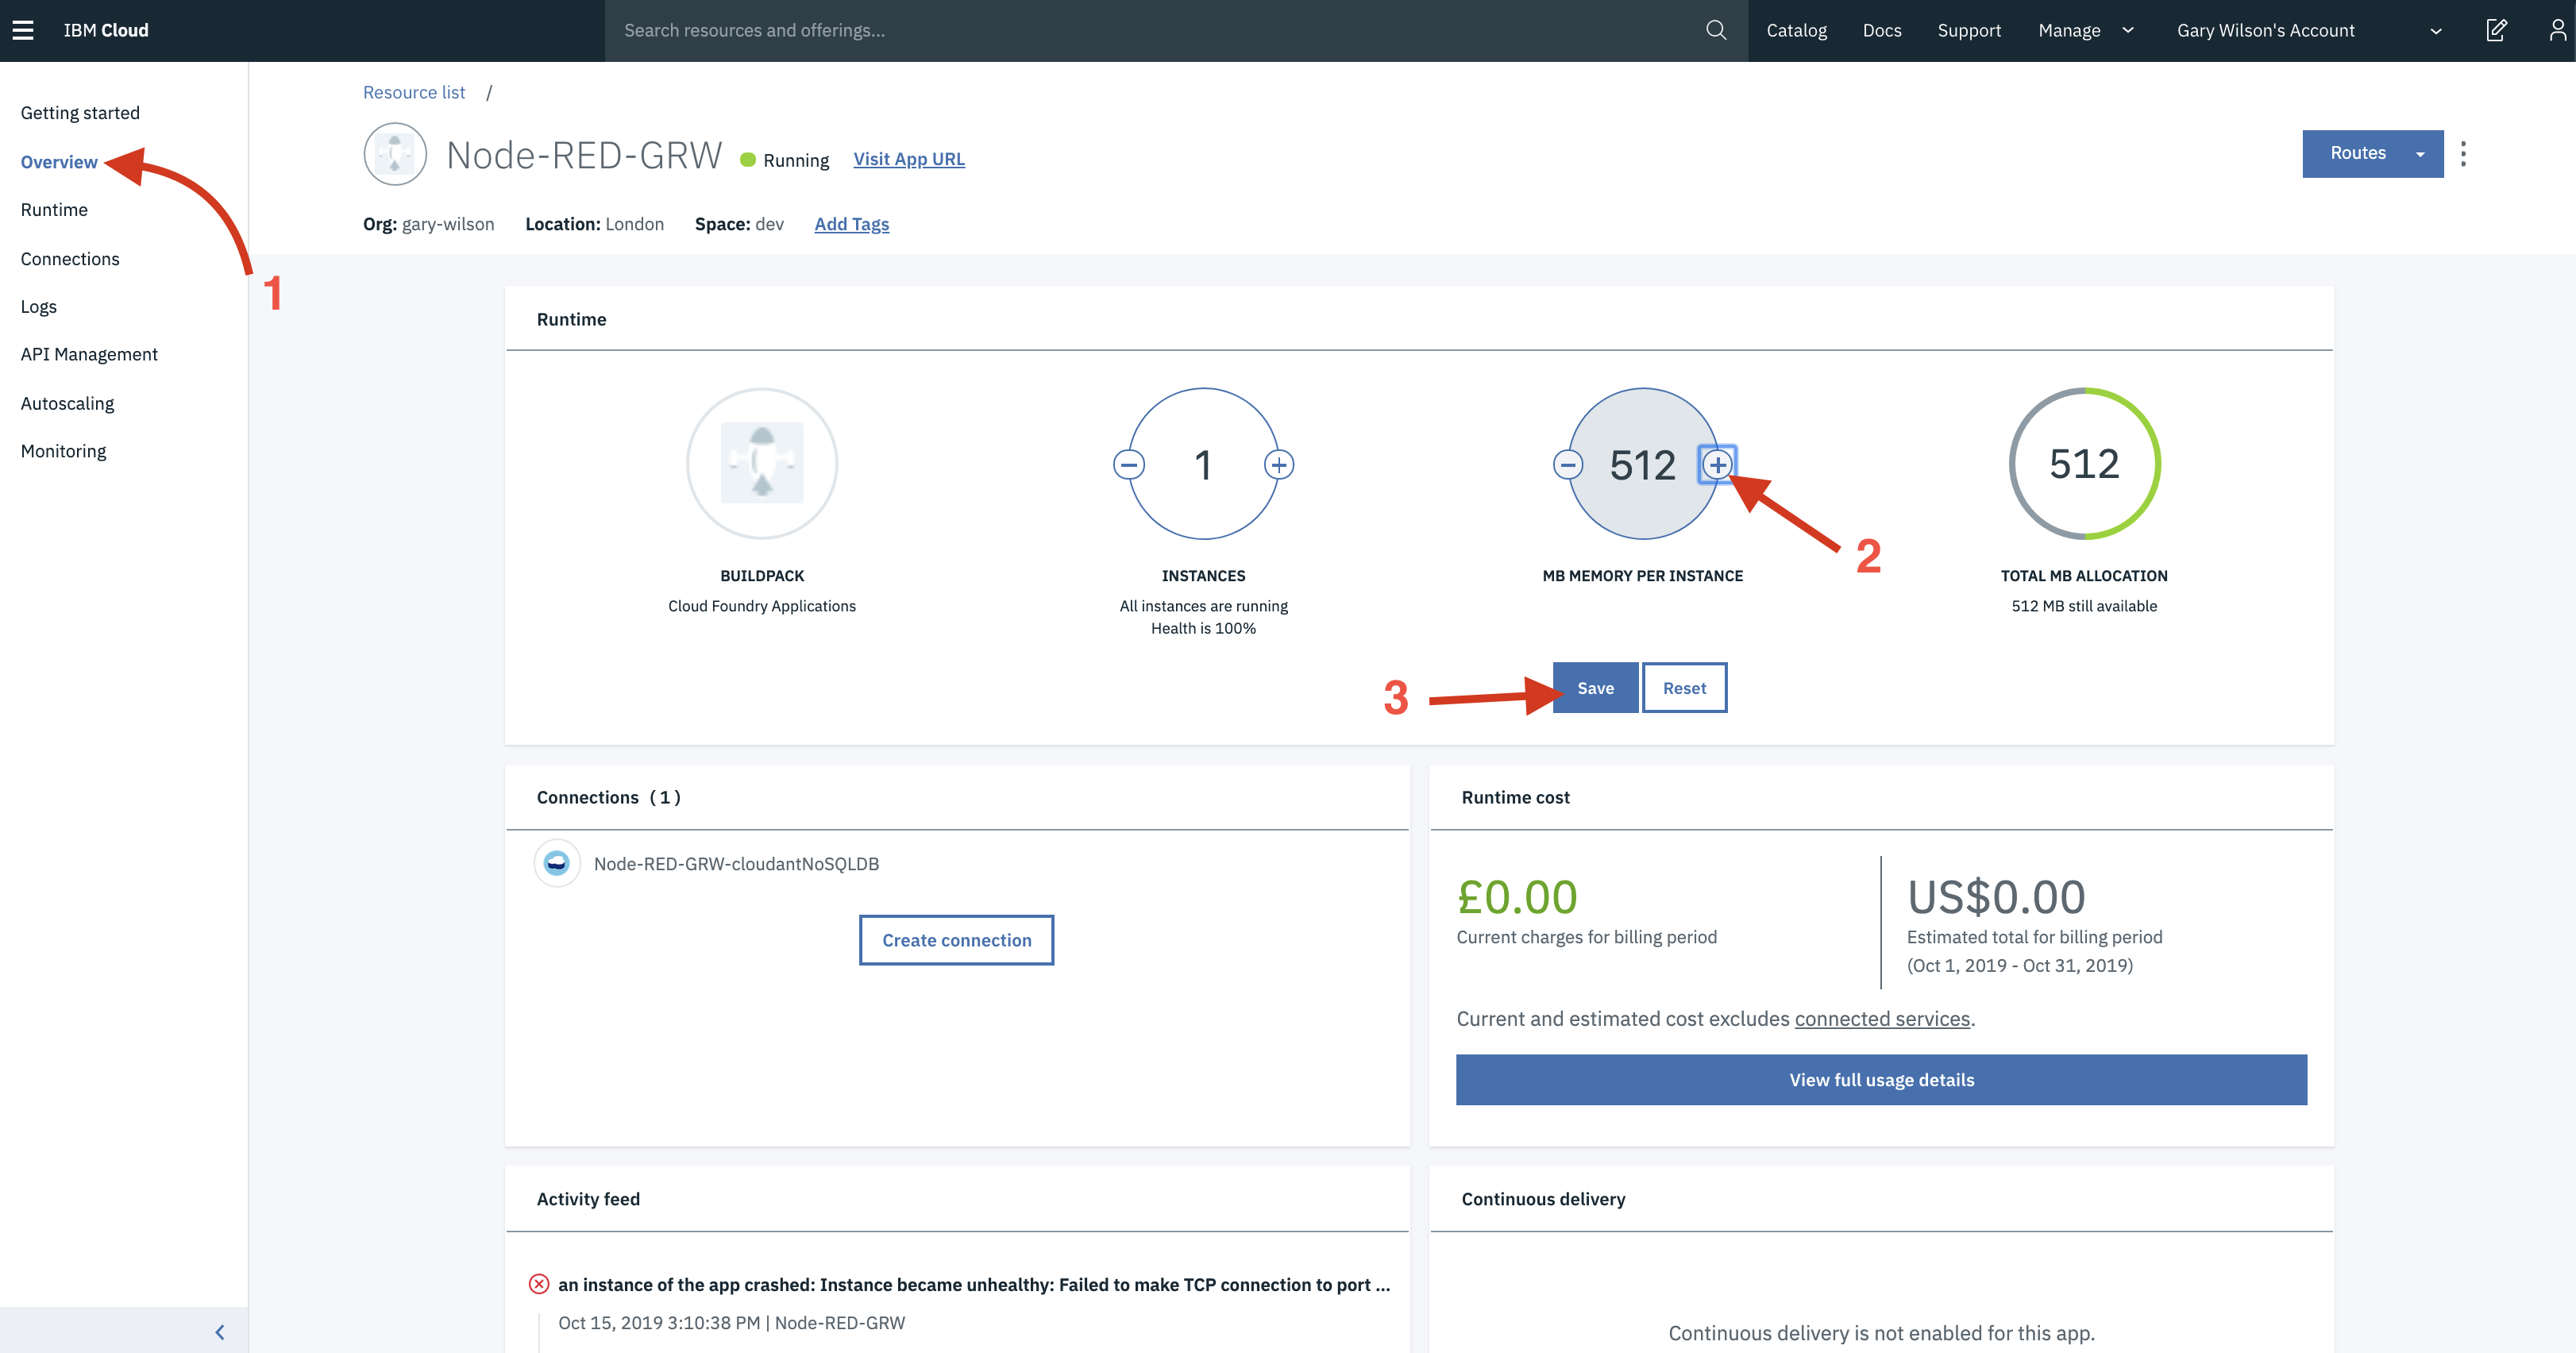 IBM Cloud
Search resources and offerings...
Catalog
Docs
Support
Manage
Gary Wilson's Account
Getting started
Overview
Runtime
Connections
Logs
API Management
Autoscaling
Monitoring
1
Resource list /
Node-RED-GRW
Running
Visit App URL
Routes
Org: gary-wilson
Location: London
Space: dev
Add Tags
Runtime
BUILDPACK
Cloud Foundry Applications
1
INSTANCES
All instances are running
Health is 100%
512
MB MEMORY PER INSTANCE
2
512
TOTAL MB ALLOCATION
512 MB still available
3
Save
Reset
Connections (1)
Node-RED-GRW-cloudantNoSQLDB
Create connection
Runtime cost
£0.00
Current charges for billing period
US$0.00
Estimated total for billing period
(Oct 1, 2019 - Oct 31, 2019)
Current and estimated cost excludes connected services.
View full usage details
Activity feed
an instance of the app crashed: Instance became unhealthy: Failed to make TCP connection to port ...
Oct 15, 2019 3:10:38 PM | Node-RED-GRW
Continuous delivery
Continuous delivery is not enabled for this app.